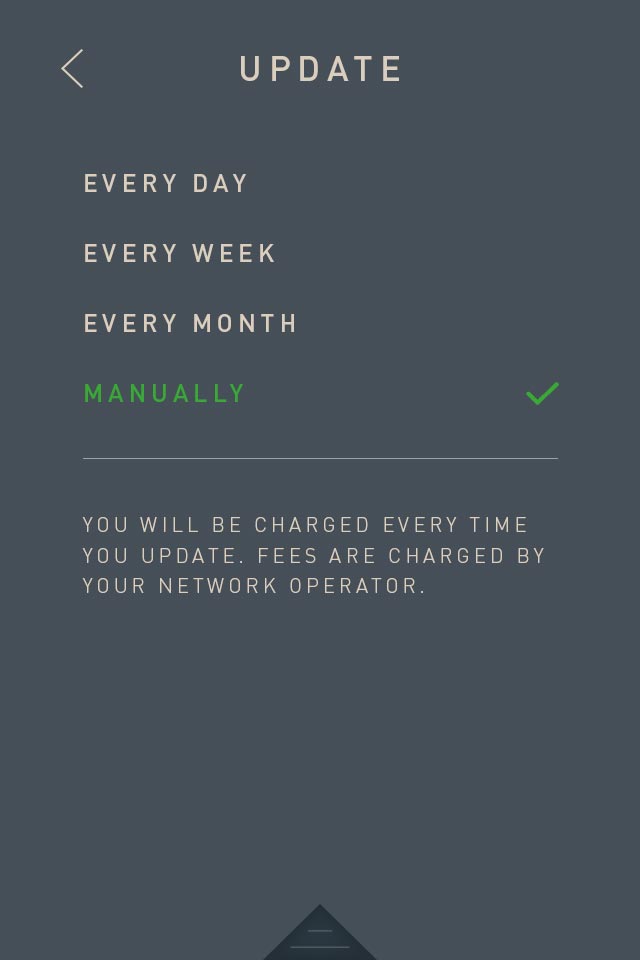 UPDATE
EVERY DAY
EVERY WEEK
EVERY MONTH
MANUALLY
YOU WILL BE CHARGED EVERY TIME
YOU UPDATE. FEES ARE CHARGED BY
YOUR NETWORK OPERATOR.